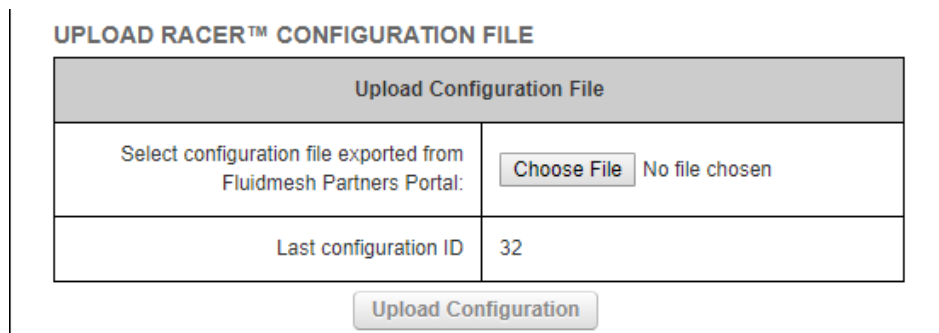 UPLOAD RACER™ CONFIGURATION FILE
Upload Configuration File
Select configuration file exported from
Fluidmesh Partners Portal:
Choose File No file chosen
Last configuration ID 32
Upload Configuration